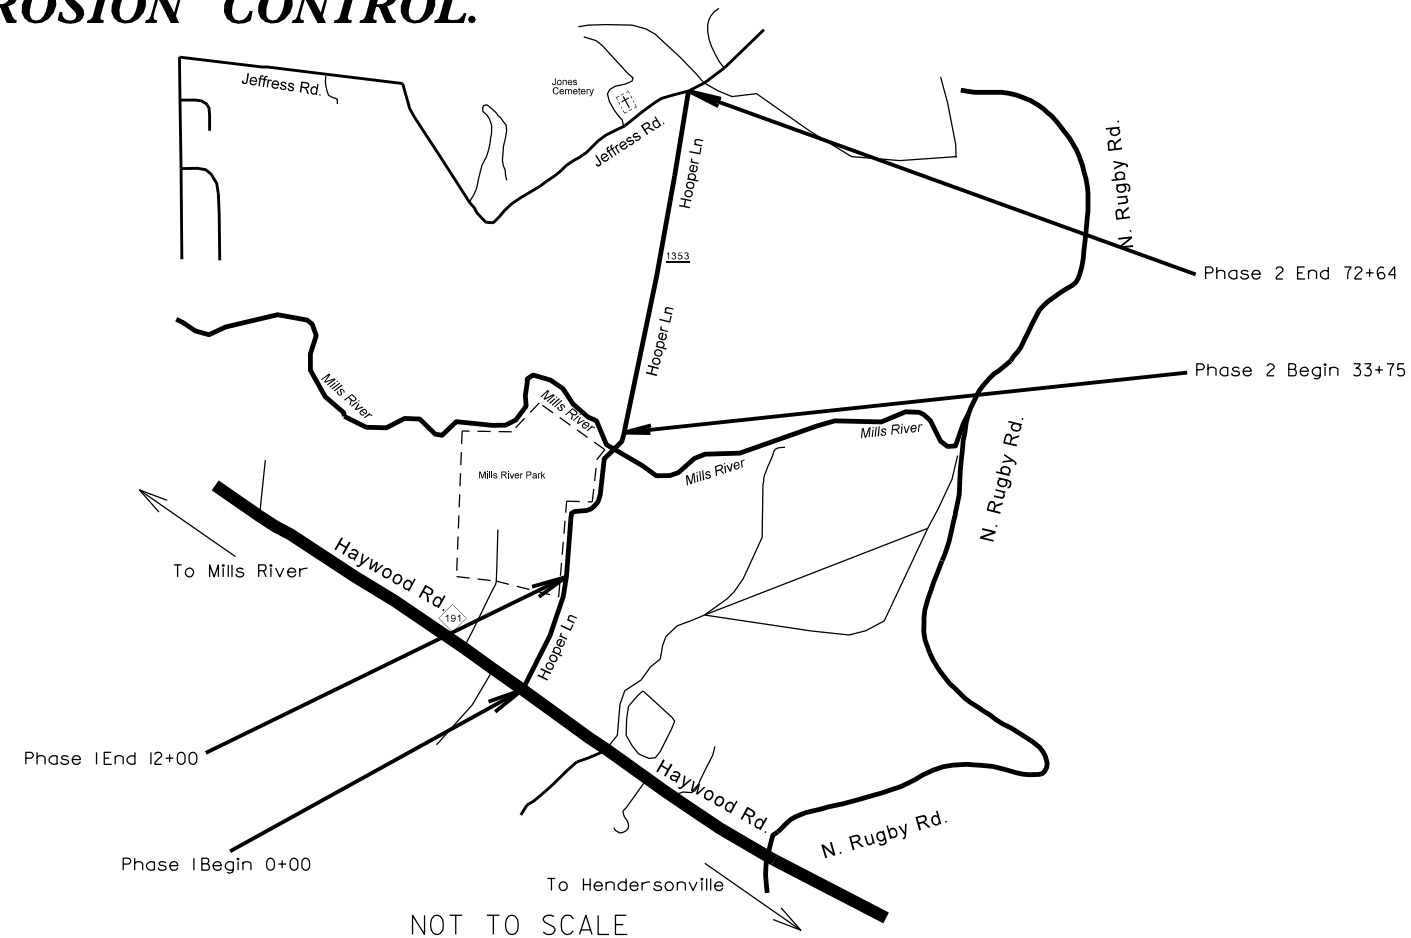 ROSION CONTROL.
Jeffress Rd.
Jones
Cemetery
Jeffress Rd.
Hooper Ln
N. Rugby Rd.
1353
Phase 2 End 72+64
Hooper Ln
Mills River
Mills River
Phase 2 Begin 33+75
Mills River
Mills River
Mills River Park
N. Rugby Rd.
Haywood Rd.
To Mills River
191
Hooper Ln
Phase 1 End 12+00
Haywood Rd.
N. Rugby Rd.
Phase 1 Begin 0+00
To Hendersonville
NOT TO SCALE